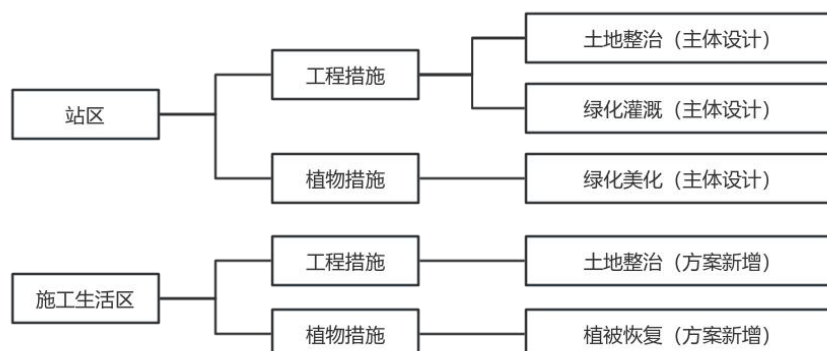 站区
工程措施
土地整治（主体设计）
绿化灌溉（主体设计）
植物措施
绿化美化（主体设计）
施工生活区
工程措施
土地整治（方案新增）
植物措施
植被恢复（方案新增）